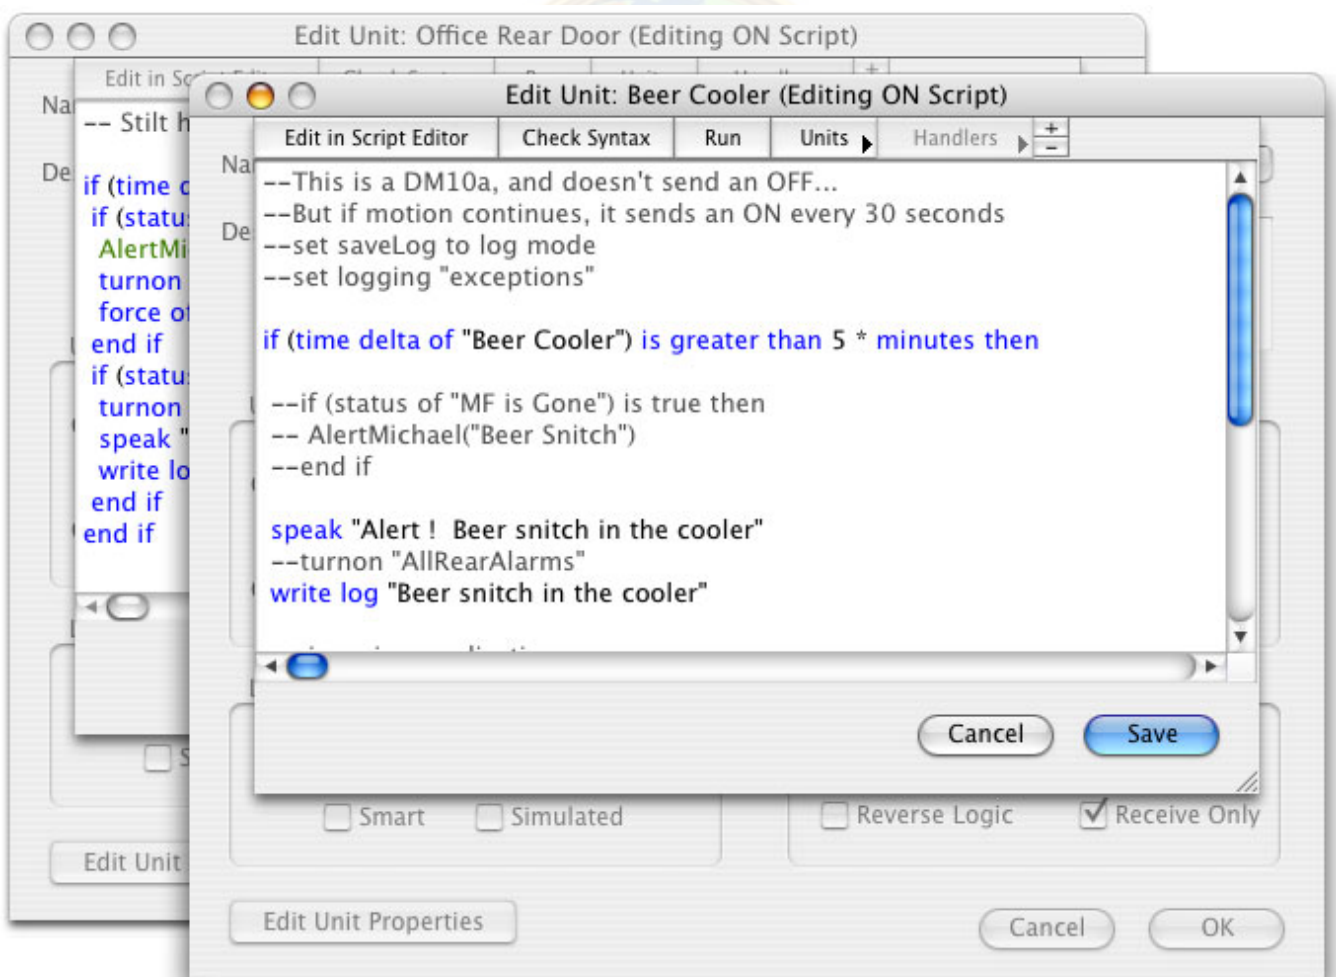 Edit Unit: Office Rear Door (Editing ON Script)
-- Stilt
if (time
if
turnon
force
end if
if
turnon
speak "
write
end if
end if
Edit Unit
Edit Unit: Beer Cooler (Editing ON Script)
Edit in Script Editor Check Syntax Run Units Handlers + -
--This is a DM10a, and doesn't send an OFF...
--But if motion continues, it sends an ON every 30 seconds
--set saveLog to log mode
--set logging "exceptions"
if (time delta of "Beer Cooler") is greater than 5 * minutes then
--if (status of "MF is Gone") is true then
-- AlertMichael("Beer Snitch")
--end if
speak "Alert ! Beer snitch in the cooler"
--turnon "AllRearAlarms"
write log "Beer snitch in the cooler"
Cancel Save
Smart Simulated Reverse Logic Receive Only
Edit Unit Properties Cancel OK